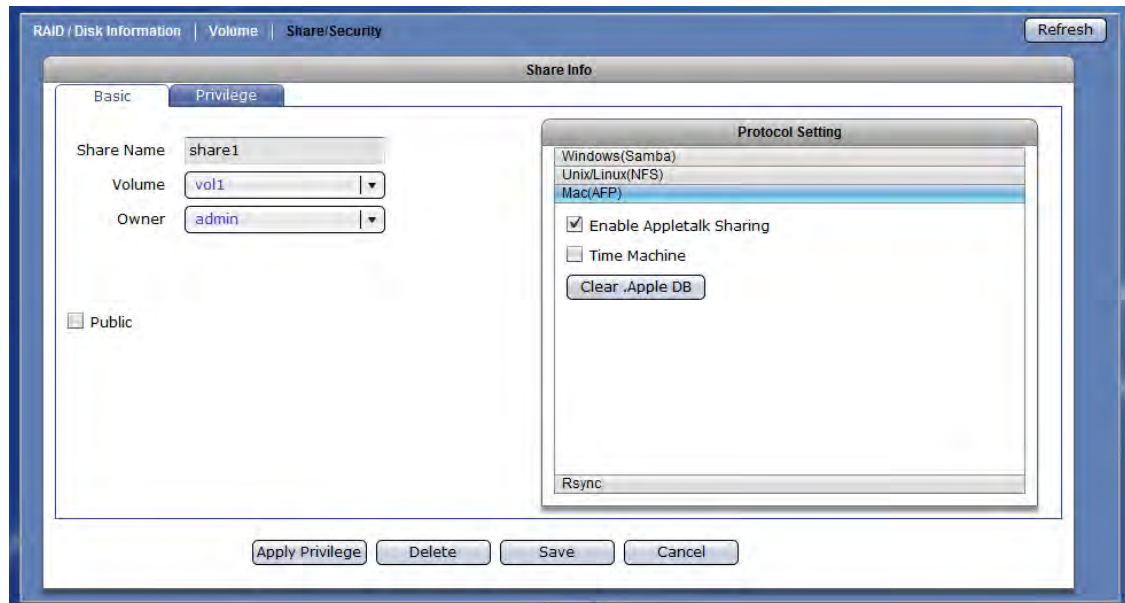 RAID / Disk Information | Volume | Share/Security
Refresh
Share Info
Basic
Privilege
Share Name share1
Volume vol1
Owner admin
Public
Protocol Setting
Windows(Samba)
Unix/Linux(NFS)
Mac(AFP)
Enable Appletalk Sharing
Time Machine
Clear .Apple DB
Rsync
Apply Privilege Delete Save Cancel